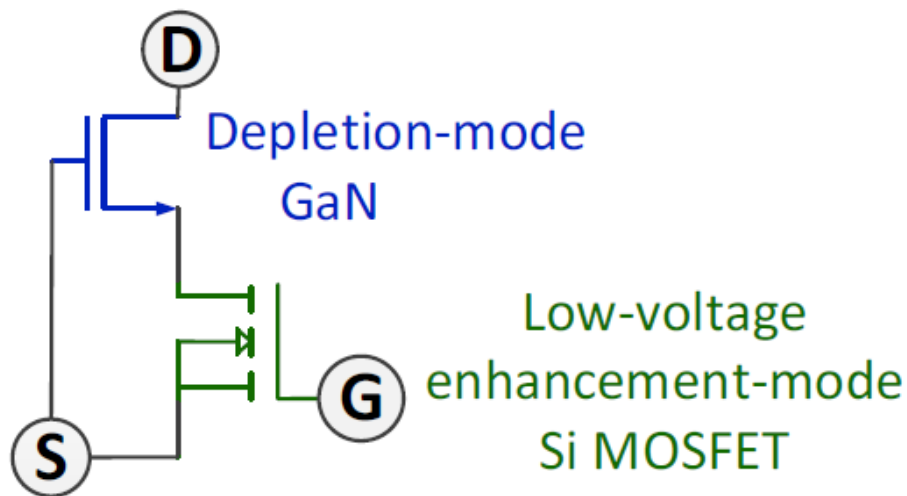 D
Depletion-mode
GaN
Low-voltage
enhancement-mode
Si MOSFET
G
S